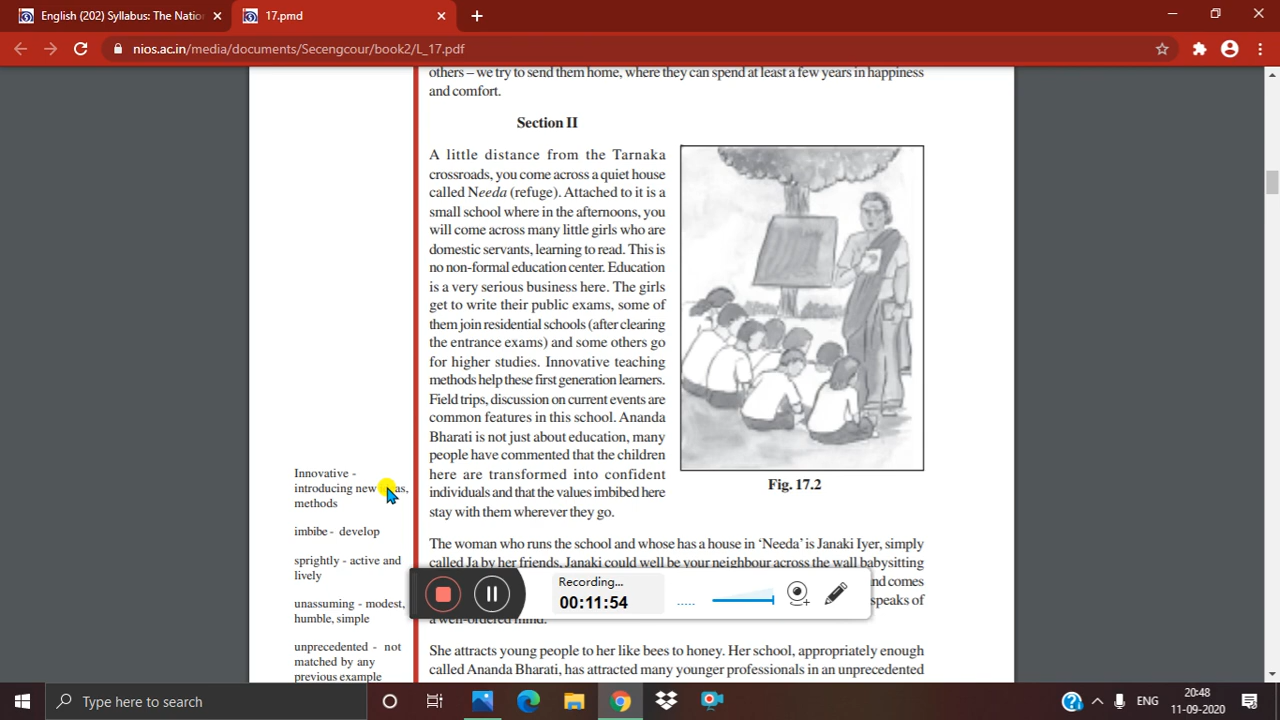 English (202) Syllabus: The Natio
17.pmd
nios.ac.in/media/documents/Secengcour/book2/L_17.pdf
others – we try to send them home, where they can spend at least a few years in happiness
and comfort.
Section II
A little distance from the Tarnaka
crossroads, you come across a quiet house
called Needa (refuge). Attached to it is a
small school where in the afternoons, you
will come across many little girls who are
domestic servants, learning to read. This is
no non-formal education center. Education
is a very serious business here. The girls
get to write their public exams, some of
them join residential schools (after clearing
the entrance exams) and some others go
for higher studies. Innovative teaching
methods help these first generation learners.
Field trips, discussion on current events are
common features in this school. Ananda
Bharati is not just about education, many
people have commented that the children
here are transformed into confident
individuals and that the values imbibed here
stay with them wherever they go.
Fig. 17.2
Innovative -
introducing new as,
methods
imbibe - develop
sprightly - active and
lively
unassuming - modest,
humble, simple
unprecedented - not
matched by any
previous example
The woman who runs the school and whose has a house in ‘Needa’ is Janaki Iyer, simply
called Ja by her friends. Janaki could well be your neighbour across the wall babysitting
nd comes
speaks of
a well-ordered mind.
She attracts young people to her like bees to honey. Her school, appropriately enough
called Ananda Bharati, has attracted many younger professionals in an unprecedented
Recording...
00:11:54
Type here to search
ENG
20:48
11-09-2020